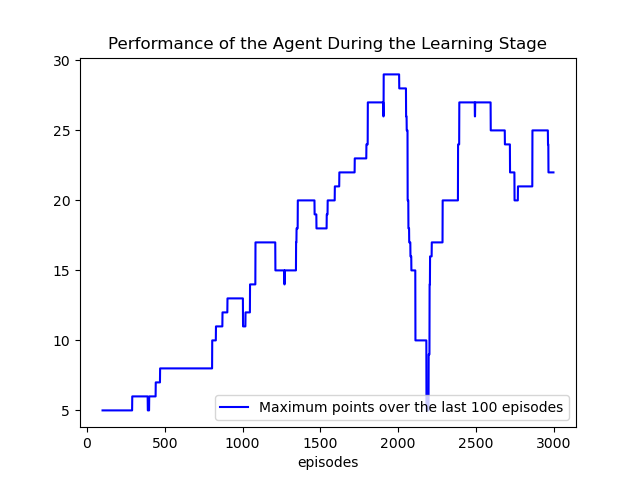 Performance of the Agent During the Learning Stage
30
25
20
15
10
5
Maximum points over the last 100 episodes
0 500 1000 1500 2000 2500 3000
episodes